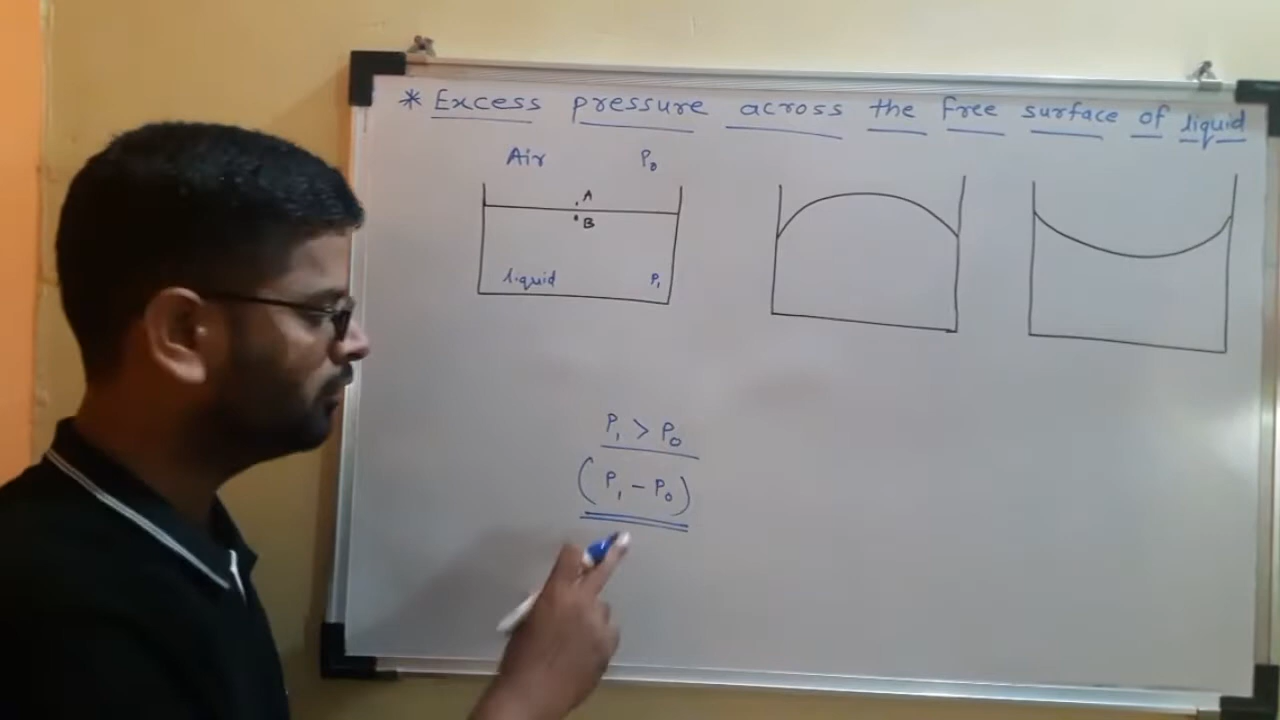 * Excess pressure across the free surface of liquid
Air P₀
A
B
liquid P₁
P₁ > P₀
(P₁ - P₀)